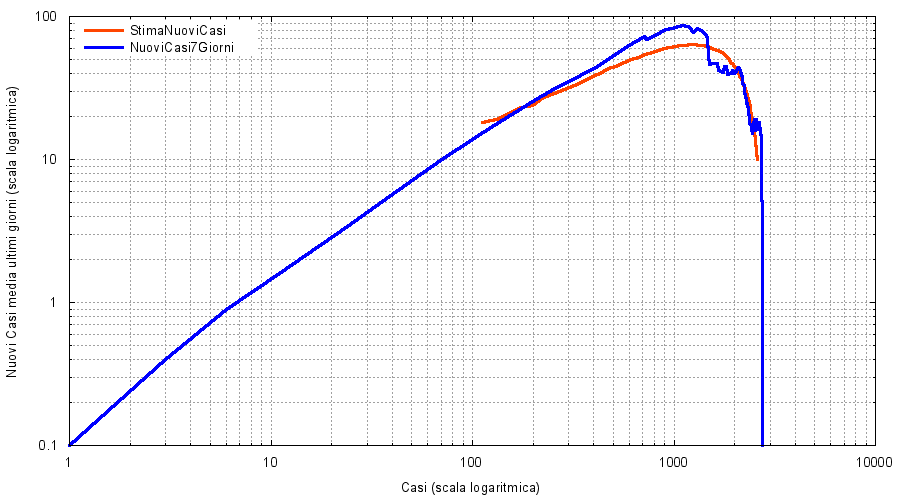 100
10
1
0.1
StimaNuoviCasi
NuoviCasi7Giorni
Nuovi Casi media ultimi giorni (scala logaritmica)
1
10
100
1000
10000
Casi (scala logaritmica)